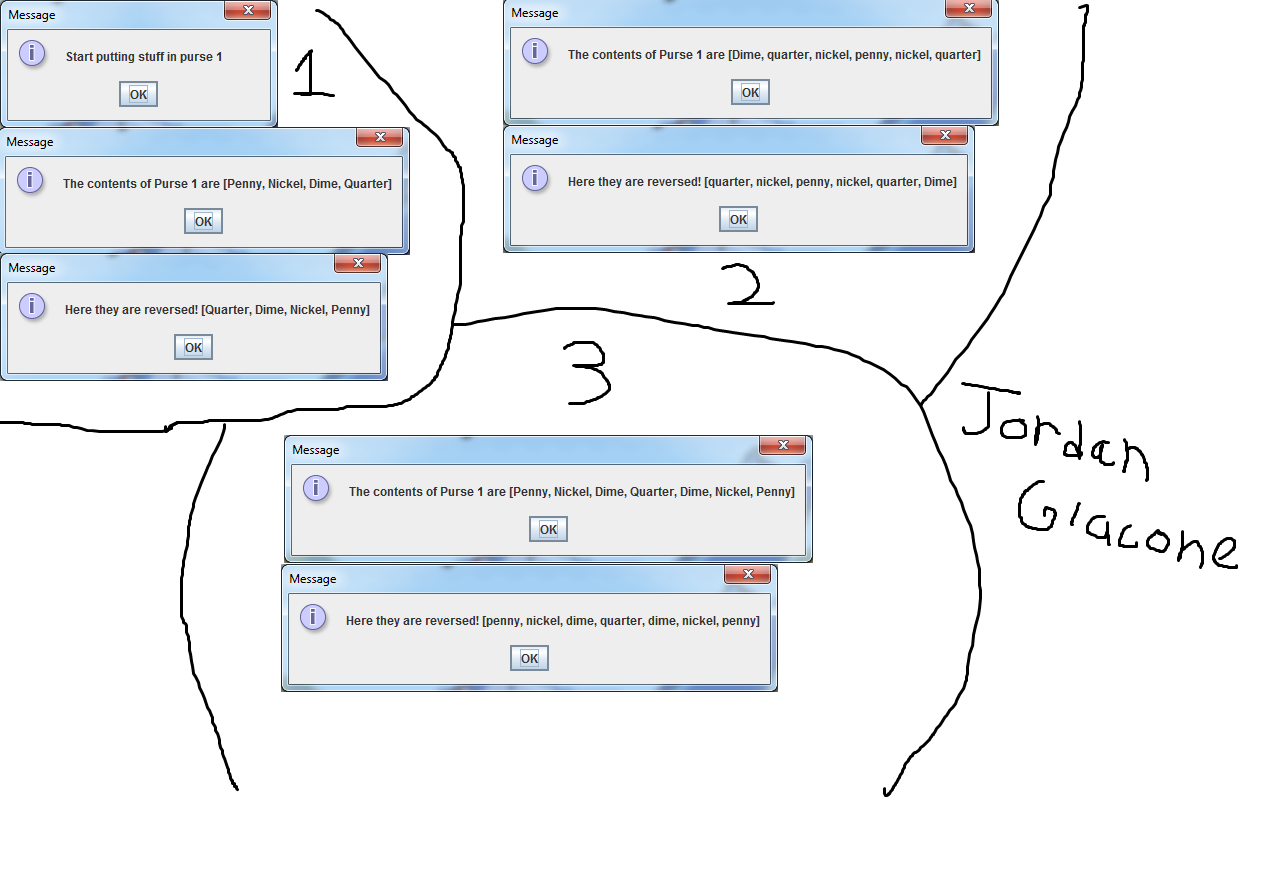 Message
Start putting stuff in purse 1
OK
1
Message
The contents of Purse 1 are [Penny, Nickel, Dime, Quarter]
OK
Message
Here they are reversed! [Quarter, Dime, Nickel, Penny]
OK
Message
The contents of Purse 1 are [Dime, quarter, nickel, penny, nickel, quarter]
OK
Message
Here they are reversed! [quarter, nickel, penny, nickel, quarter, Dime]
OK
2
3
Message
The contents of Purse 1 are [Penny, Nickel, Dime, Quarter, Dime, Nickel, Penny]
OK
Message
Here they are reversed! [penny, nickel, dime, quarter, dime, nickel, penny]
OK
Jordan
Giacone